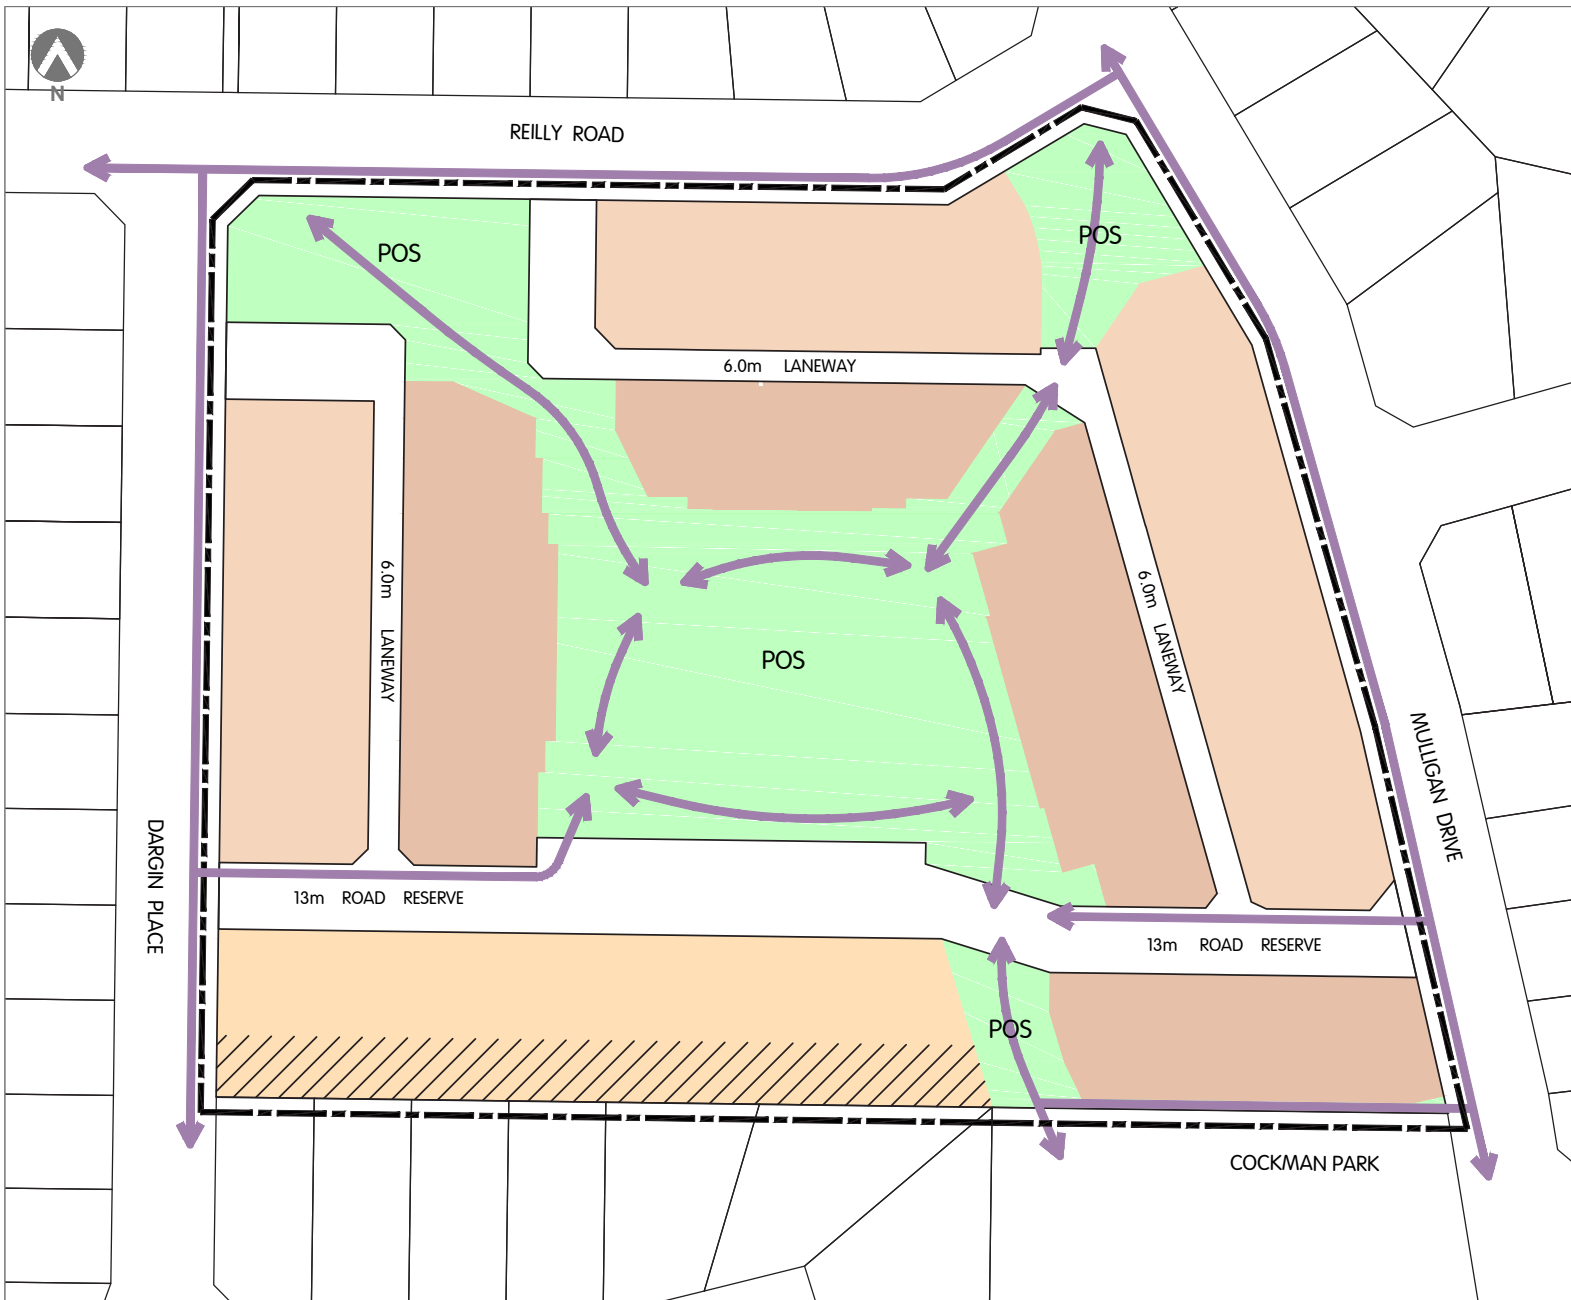 N
REILLY ROAD
POS
POS
6.0m LANEWAY
6.0m LANEWAY
6.0m LANEWAY
POS
MULLIGAN DRIVE
DARGIN PLACE
13m ROAD RESERVE
13m ROAD RESERVE
POS
COCKMAN PARK